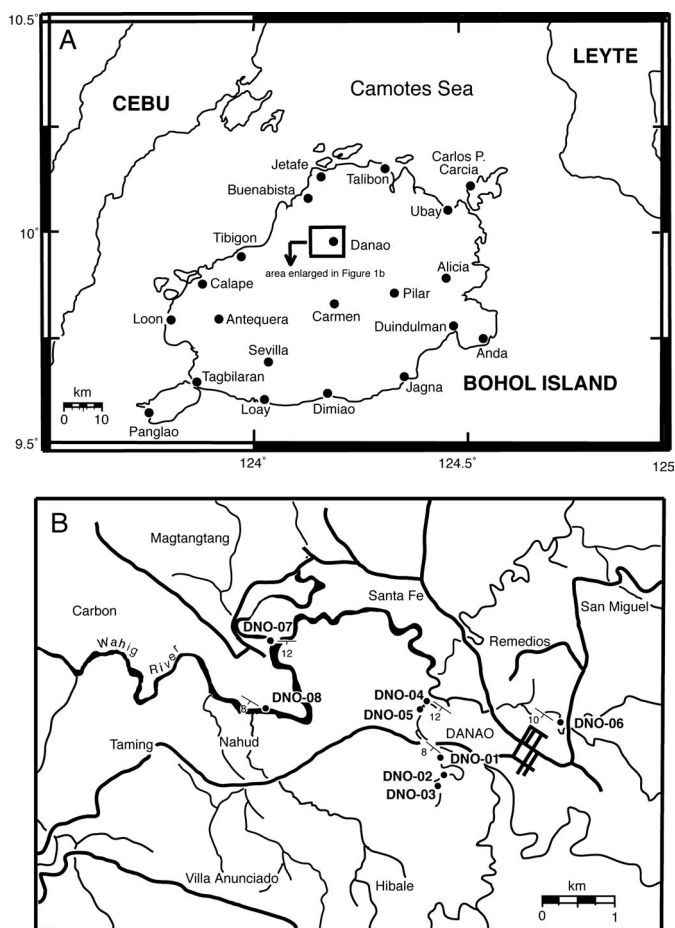 10.5°
A
LEYTE
CEBU
Camotes Sea
Carlos P.
Carcia
Jetafe
Talibon
Buenabista
Ubay
10°
Tibigon
Danao
area enlarged in Figure 1b
Alicia
Calape
Pilar
Loon
Antequera
Carmen
Duindulman
Sevilla
Anda
km
Tagbilaran
Jagna
BOHOL ISLAND
0 10
Loay
Dimiao
Panglao
9.5°
124°
124.5°
125
B
Magtangtang
Santa Fe
San Miguel
Carbon
DNO-07
Wahig
River
12
Remedios
DNO-08
8
DNO-04
DNO-05
12
10
DNO-06
DANAO
Taming
Nahud
8
DNO-01
DNO-02
DNO-03
Villa Anunciado
Hibale
km
0 1